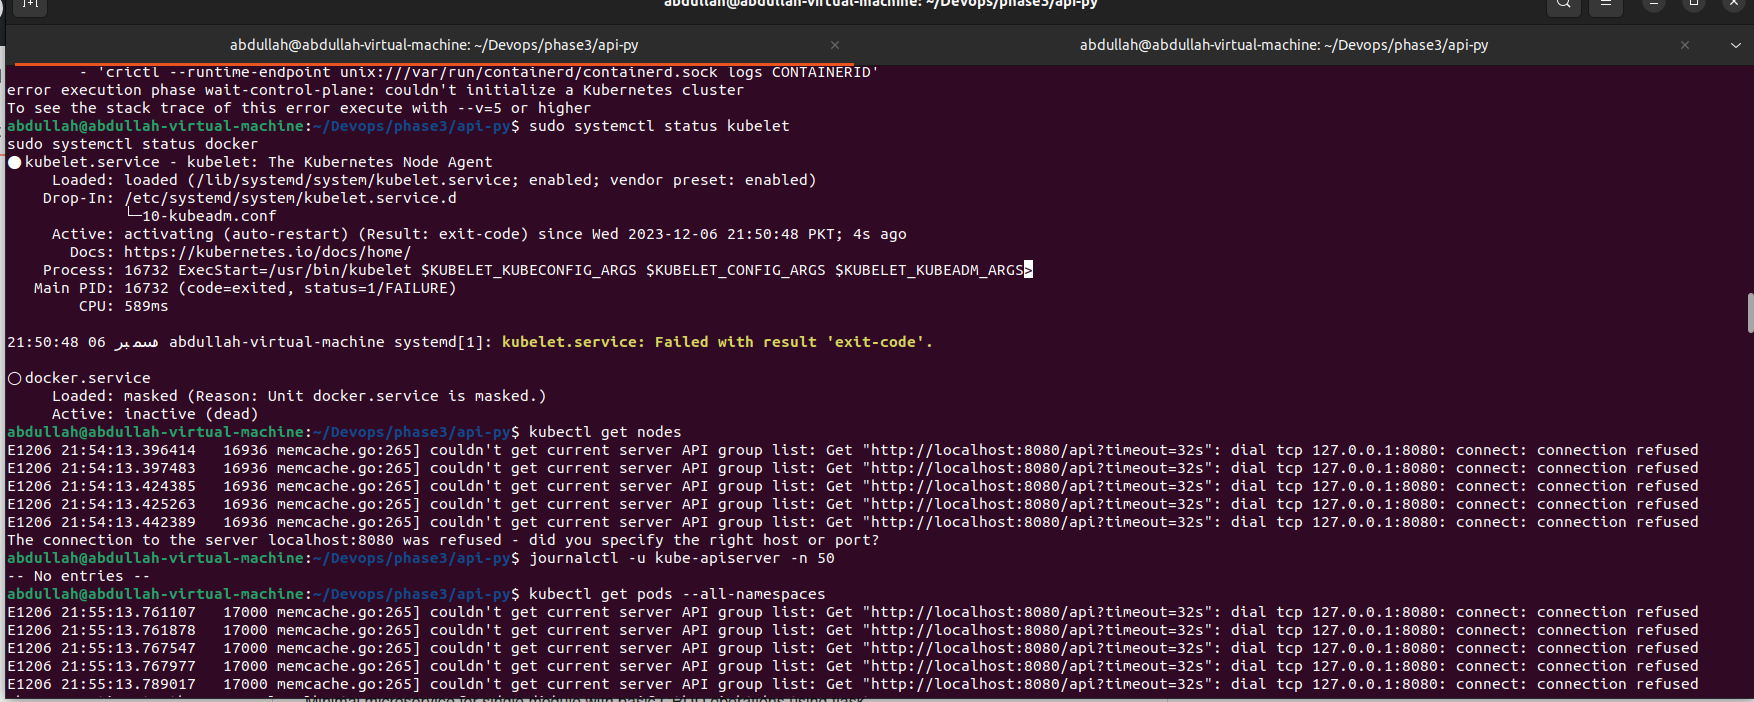 abdullah@abdullah-virtual-machine: ~/Devops/phase3/api-py
abdullah@abdullah-virtual-machine: ~/Devops/phase3/api-py
abdullah@abdullah-virtual-machine: ~/Devops/phase3/api-py
- 'crictl --runtime-endpoint unix:///var/run/containerd/containerd.sock logs CONTAINERID'
error execution phase wait-control-plane: couldn't initialize a Kubernetes cluster
To see the stack trace of this error execute with --v=5 or higher
abdullah@abdullah-virtual-machine:~/Devops/phase3/api-py$ sudo systemctl status kubelet
sudo systemctl status docker
● kubelet.service - kubelet: The Kubernetes Node Agent
Loaded: loaded (/lib/systemd/system/kubelet.service; enabled; vendor preset: enabled)
Drop-In: /etc/systemd/system/kubelet.service.d
└─10-kubeadm.conf
Active: activating (auto-restart) (Result: exit-code) since Wed 2023-12-06 21:50:48 PKT; 4s ago
Docs: https://kubernetes.io/docs/home/
Process: 16732 ExecStart=/usr/bin/kubelet $KUBELET_KUBECONFIG_ARGS $KUBELET_CONFIG_ARGS $KUBELET_KUBEADM_ARGS>
Main PID: 16732 (code=exited, status=1/FAILURE)
CPU: 589ms
21:50:48 06 دسمبر abdullah-virtual-machine systemd[1]: kubelet.service: Failed with result 'exit-code'.
○ docker.service
Loaded: masked (Reason: Unit docker.service is masked.)
Active: inactive (dead)
abdullah@abdullah-virtual-machine:~/Devops/phase3/api-py$ kubectl get nodes
E1206 21:54:13.396414   16936 memcache.go:265] couldn't get current server API group list: Get "http://localhost:8080/api?timeout=32s": dial tcp 127.0.0.1:8080: connect: connection refused
E1206 21:54:13.397483   16936 memcache.go:265] couldn't get current server API group list: Get "http://localhost:8080/api?timeout=32s": dial tcp 127.0.0.1:8080: connect: connection refused
E1206 21:54:13.424385   16936 memcache.go:265] couldn't get current server API group list: Get "http://localhost:8080/api?timeout=32s": dial tcp 127.0.0.1:8080: connect: connection refused
E1206 21:54:13.425263   16936 memcache.go:265] couldn't get current server API group list: Get "http://localhost:8080/api?timeout=32s": dial tcp 127.0.0.1:8080: connect: connection refused
E1206 21:54:13.442389   16936 memcache.go:265] couldn't get current server API group list: Get "http://localhost:8080/api?timeout=32s": dial tcp 127.0.0.1:8080: connect: connection refused
The connection to the server localhost:8080 was refused - did you specify the right host or port?
abdullah@abdullah-virtual-machine:~/Devops/phase3/api-py$ journalctl -u kube-apiserver -n 50
-- No entries --
abdullah@abdullah-virtual-machine:~/Devops/phase3/api-py$ kubectl get pods --all-namespaces
E1206 21:55:13.761107   17000 memcache.go:265] couldn't get current server API group list: Get "http://localhost:8080/api?timeout=32s": dial tcp 127.0.0.1:8080: connect: connection refused
E1206 21:55:13.761878   17000 memcache.go:265] couldn't get current server API group list: Get "http://localhost:8080/api?timeout=32s": dial tcp 127.0.0.1:8080: connect: connection refused
E1206 21:55:13.767547   17000 memcache.go:265] couldn't get current server API group list: Get "http://localhost:8080/api?timeout=32s": dial tcp 127.0.0.1:8080: connect: connection refused
E1206 21:55:13.767977   17000 memcache.go:265] couldn't get current server API group list: Get "http://localhost:8080/api?timeout=32s": dial tcp 127.0.0.1:8080: connect: connection refused
E1206 21:55:13.789017   17000 memcache.go:265] couldn't get current server API group list: Get "http://localhost:8080/api?timeout=32s": dial tcp 127.0.0.1:8080: connect: connection refused